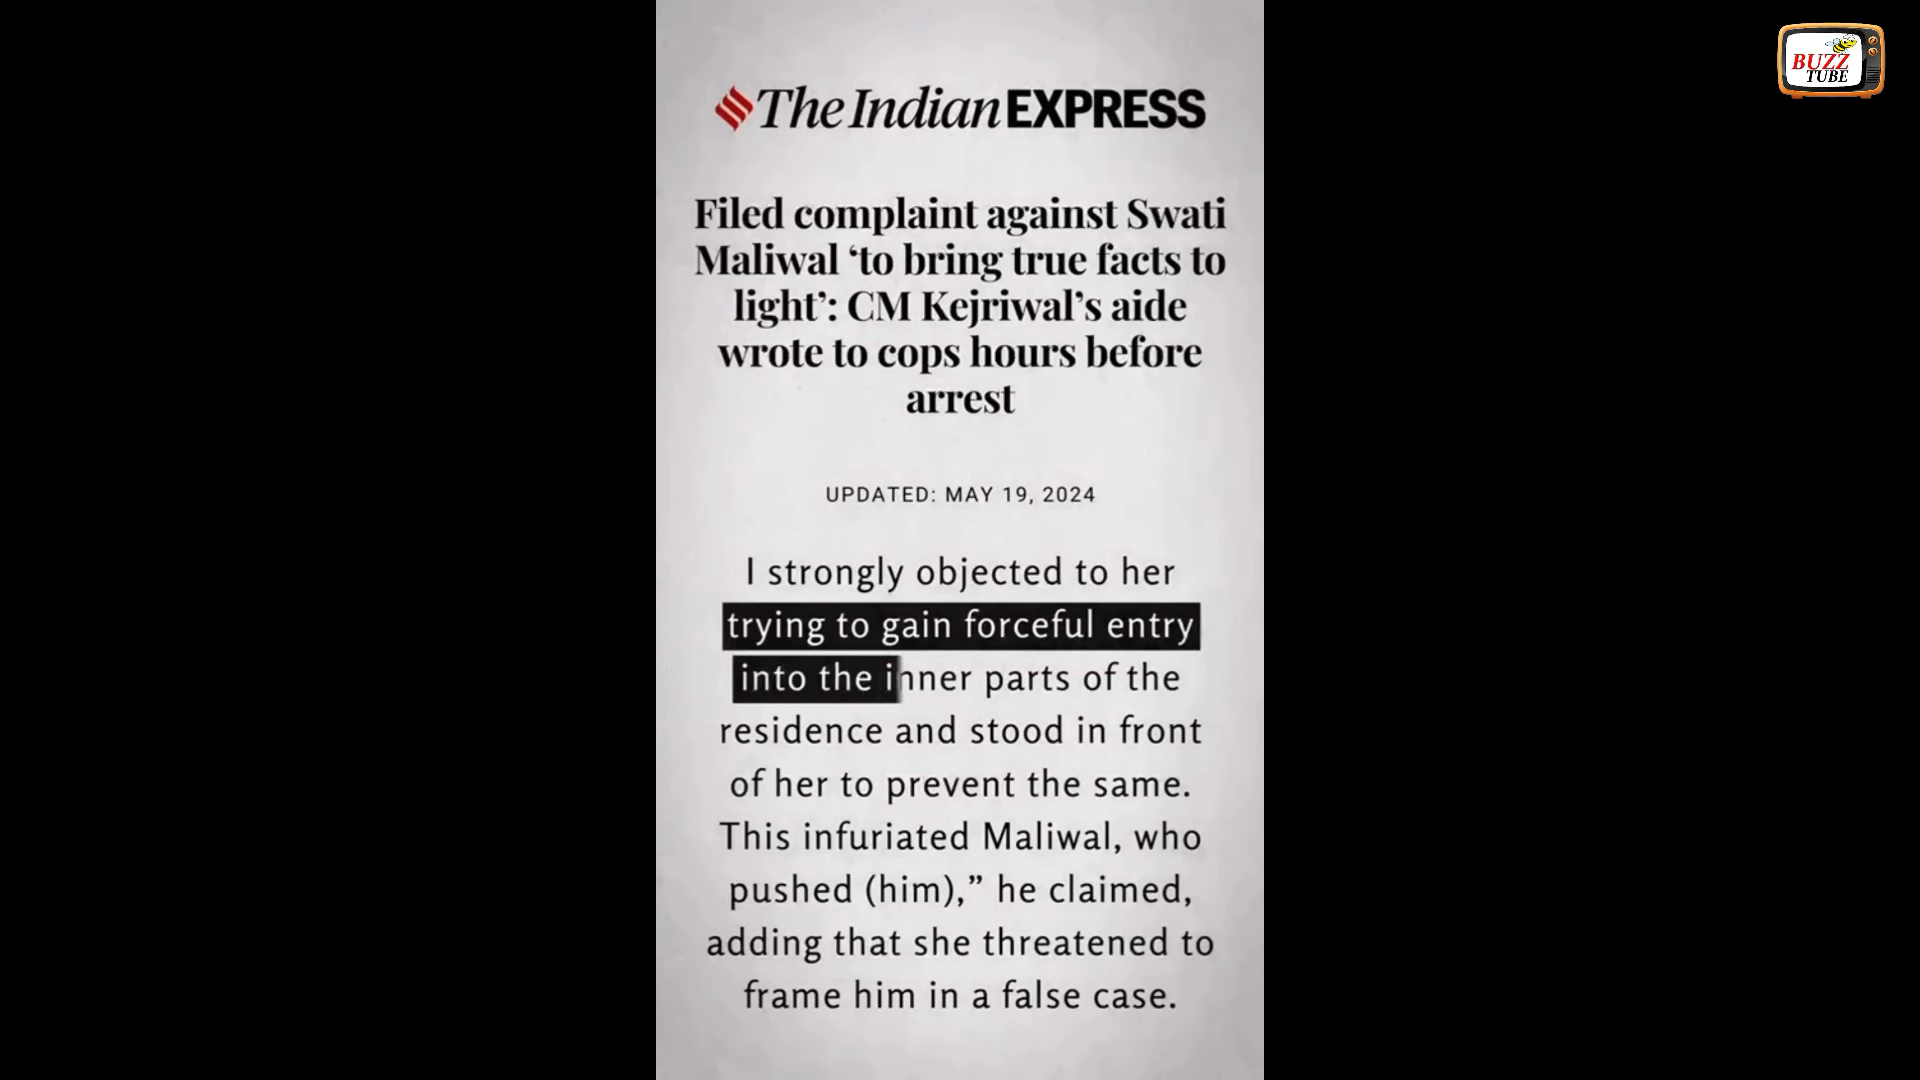 BUZZ
TUBE
The Indian EXPRESS
Filed complaint against Swati
Maliwal ‘to bring true facts to
light’: CM Kejriwal’s aide
wrote to cops hours before
arrest
UPDATED: MAY 19, 2024
I strongly objected to her
trying to gain forceful entry
into the inner parts of the
residence and stood in front
of her to prevent the same.
This infuriated Maliwal, who
pushed (him),” he claimed,
adding that she threatened to
frame him in a false case.